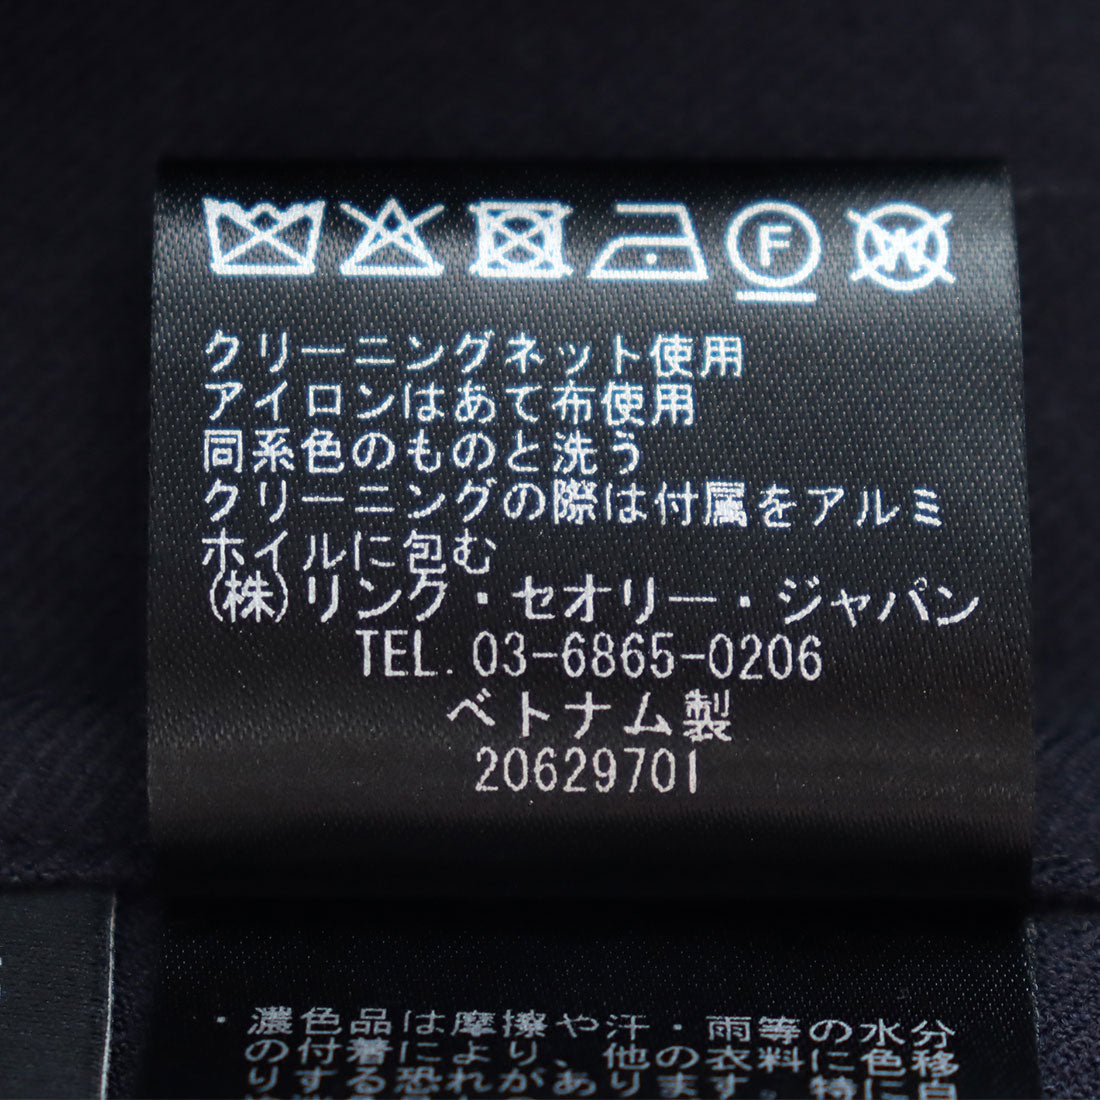 F
W
クリーニングネット使用
アイロンはあて布使用
同系色のものと洗う
クリーニングの際は付属をアルミ
ホイルに包む
(株)リンク・セオリー・ジャパン
TEL. 03-6865-0206
ベトナム製
20629701
・濃色品は摩擦や汗・雨等の水分
の付着により、他の衣料に色移
りする恐れがあります。特に